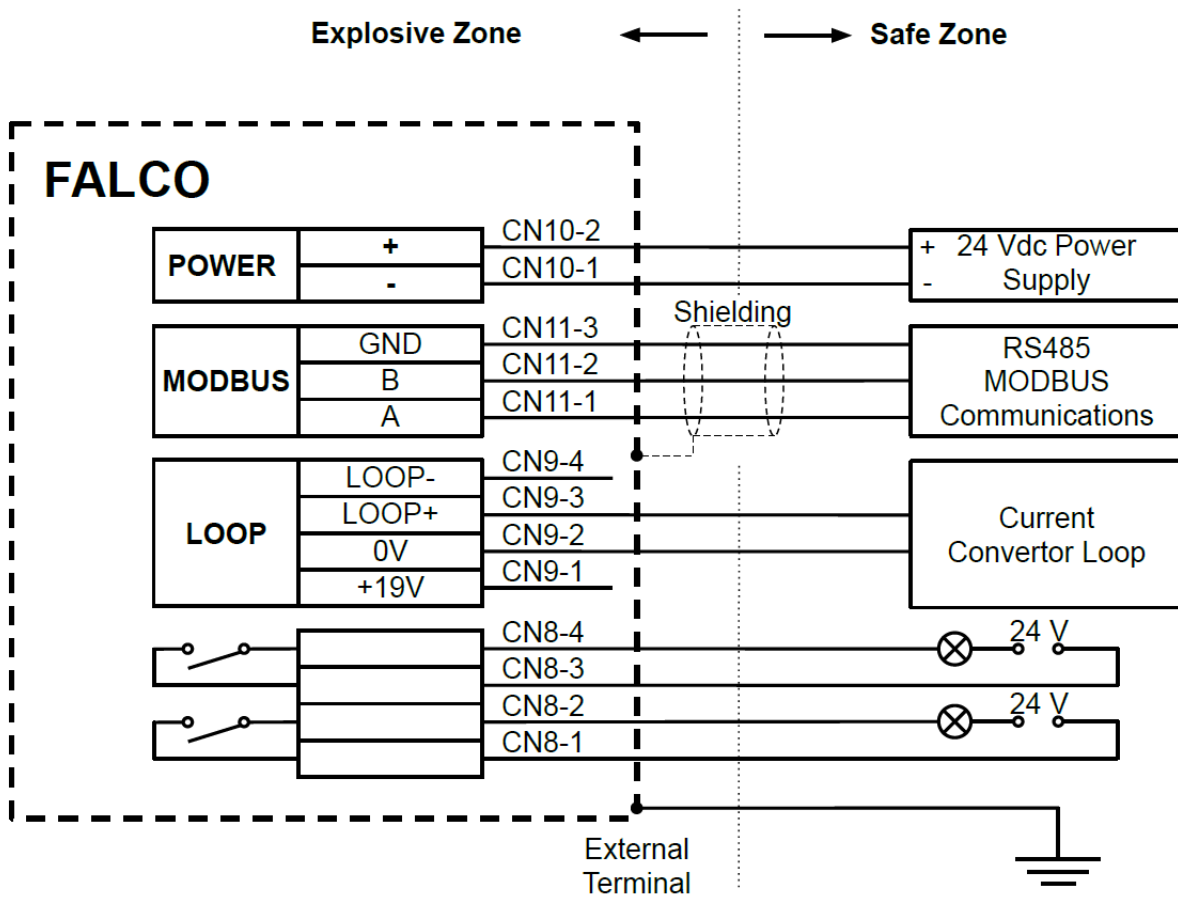 Explosive Zone
Safe Zone
FALCO
POWER
+
-
CN10-2
CN10-1
+ 24 Vdc Power
- Supply
MODBUS
GND
B
A
CN11-3
CN11-2
CN11-1
Shielding
RS485
MODBUS
Communications
LOOP
LOOP-
LOOP+
0V
+19V
CN9-4
CN9-3
CN9-2
CN9-1
Current
Convertor Loop
CN8-4
CN8-3
CN8-2
CN8-1
24 V
24 V
External
Terminal